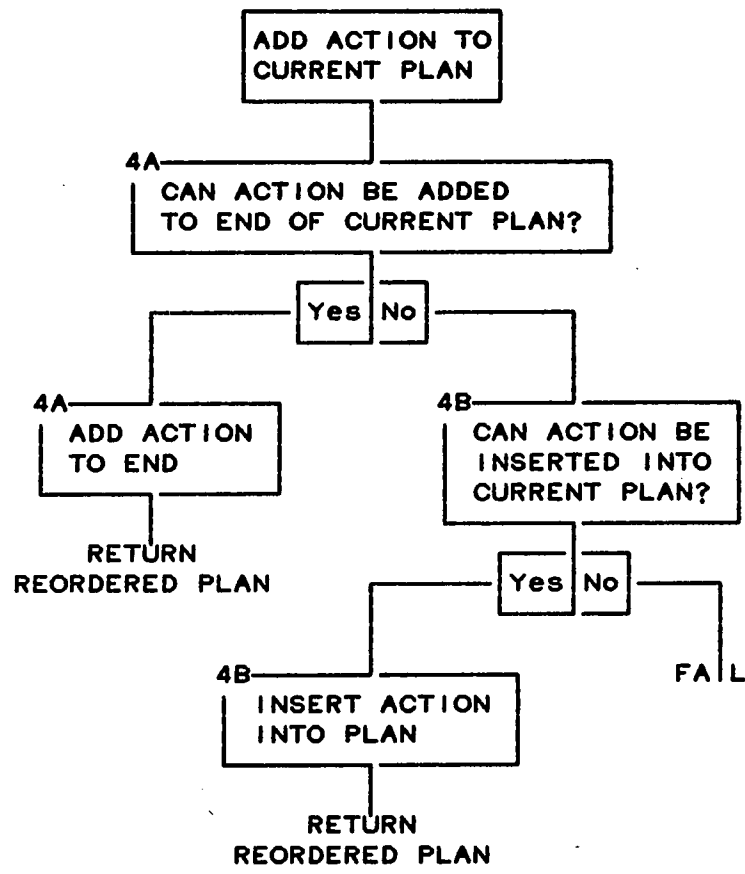 ADD ACTION TO
CURRENT PLAN
4A
CAN ACTION BE ADDED
TO END OF CURRENT PLAN?
Yes No
4A
ADD ACTION
TO END
RETURN
REORDERED PLAN
4B
CAN ACTION BE
INSERTED INTO
CURRENT PLAN?
Yes No
4B
INSERT ACTION
INTO PLAN
RETURN
REORDERED PLAN
FAIL